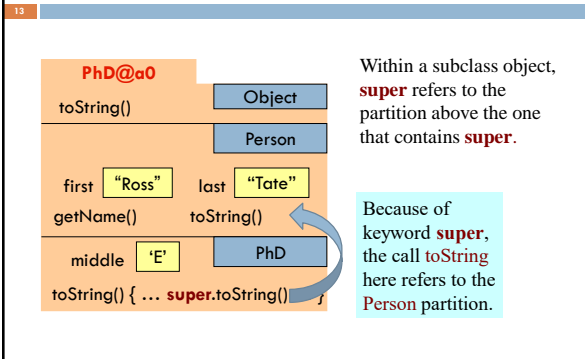 13
PhD@a0
toString()
Object
Person
first "Ross" last "Tate"
getName() toString()
middle 'E' PhD
toString() { ... super.toString() }
Within a subclass object,
super refers to the
partition above the one
that contains super.
Because of
keyword super,
the call toString
here refers to the
Person partition.